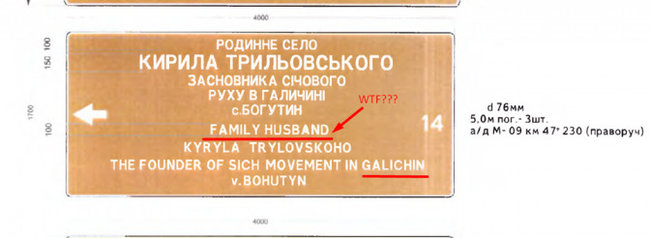 4000
РОДИННЕ СЕЛО
КИРИЛА ТРИЛЬОВСЬКОГО
ЗАСНОВНИКА СІЧОВОГО
РУХУ В ГАЛИЧИНІ
с.БОГУТИН
WTF???
FAMILY HUSBAND
14
KYRYLA TRYLOVSKOHO
THE FOUNDER OF SICH MOVEMENT IN GALICHIN
v.BOHUTYN
100
150
1700
100
d 76мм
5,0м пог.- 3шт.
а/д М- 09 км 47+230 (праворуч)
4000